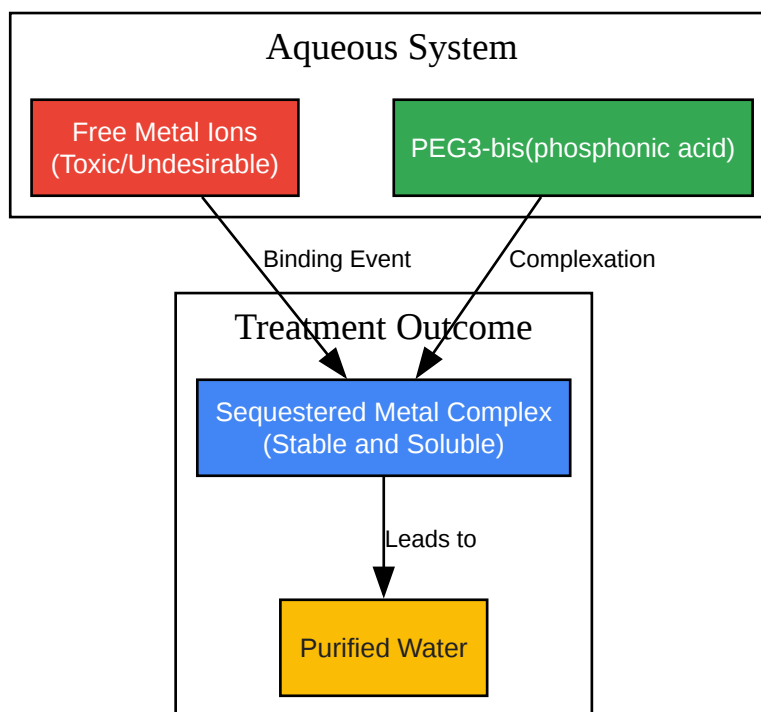 Aqueous System
Free Metal Ions
(Toxic/Undesirable)
PEG3-bis(phosphonic acid)
Binding Event
Complexation
Treatment Outcome
Sequestered Metal Complex
(Stable and Soluble)
Leads to
Purified Water